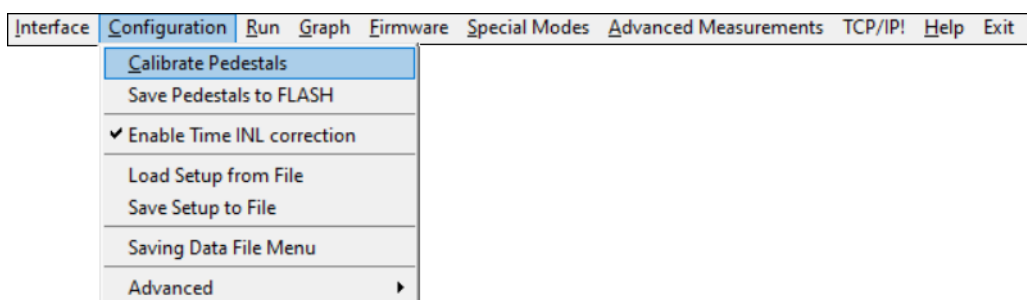 Interface Configuration Run Graph Firmware Special Modes Advanced Measurements TCP/IP! Help Exit
Calibrate Pedestals
Save Pedestals to FLASH
Enable Time INL correction
Load Setup from File
Save Setup to File
Saving Data File Menu
Advanced